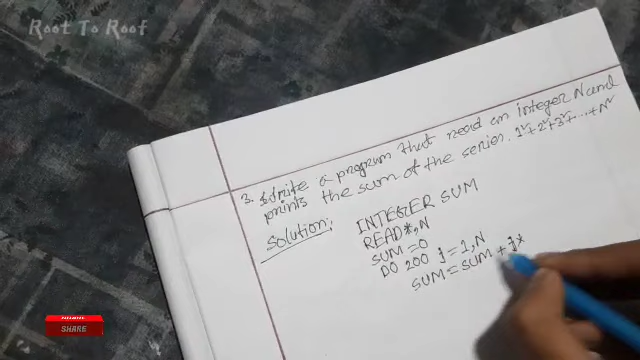 Root To Roof
3. Write a program that read an integer N and
prints the sum of the series. 1²+2²+3²+...+N²
Solution:
INTEGER SUM
READ*,N
SUM=0
DO 200 j=1,N
SUM=SUM+j*
SHARE